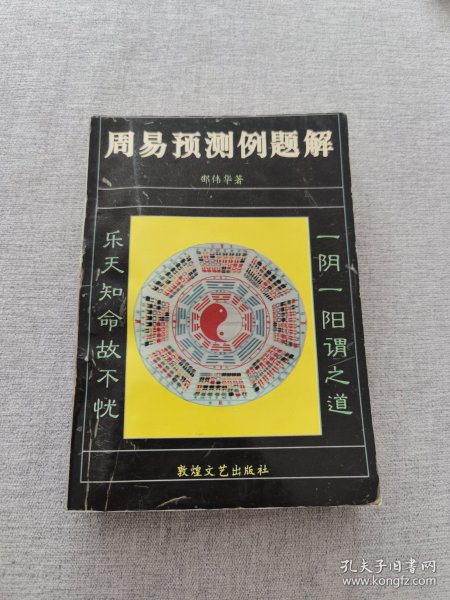 周易预测例题解
邵伟华著
一阴一阳谓之道
乐天知命故不忧
敦煌文艺出版社
孔夫子旧书网
www.kongfz.com